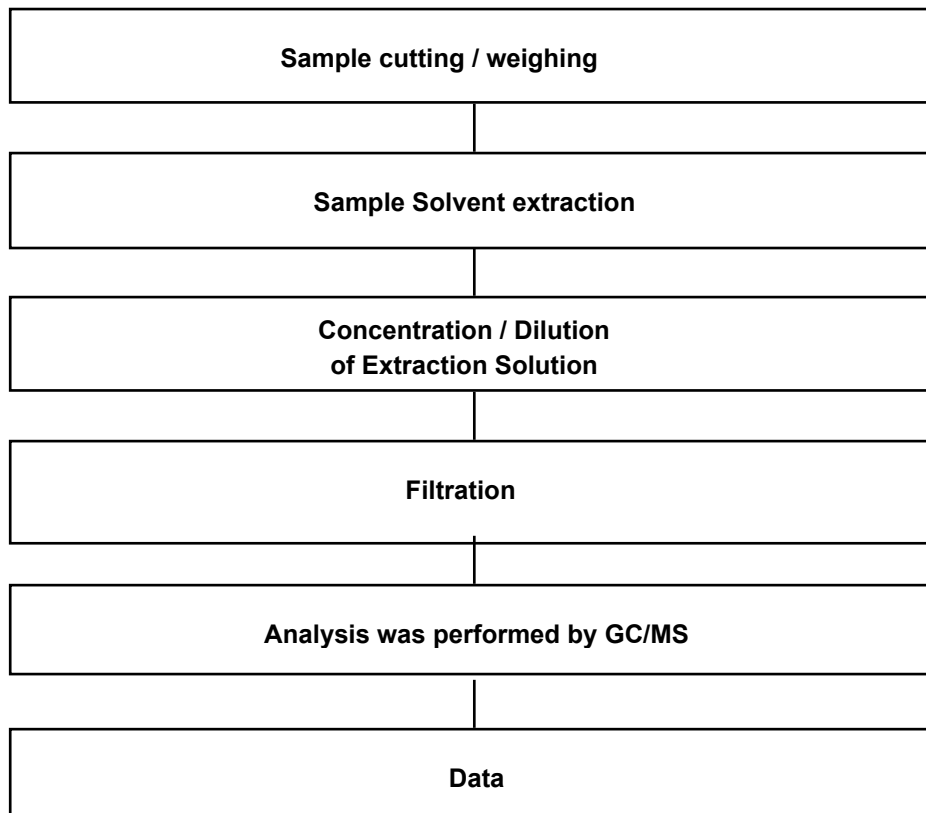 Sample cutting / weighing
Sample Solvent extraction
Concentration / Dilution
of Extraction Solution
Filtration
Analysis was performed by GC/MS
Data